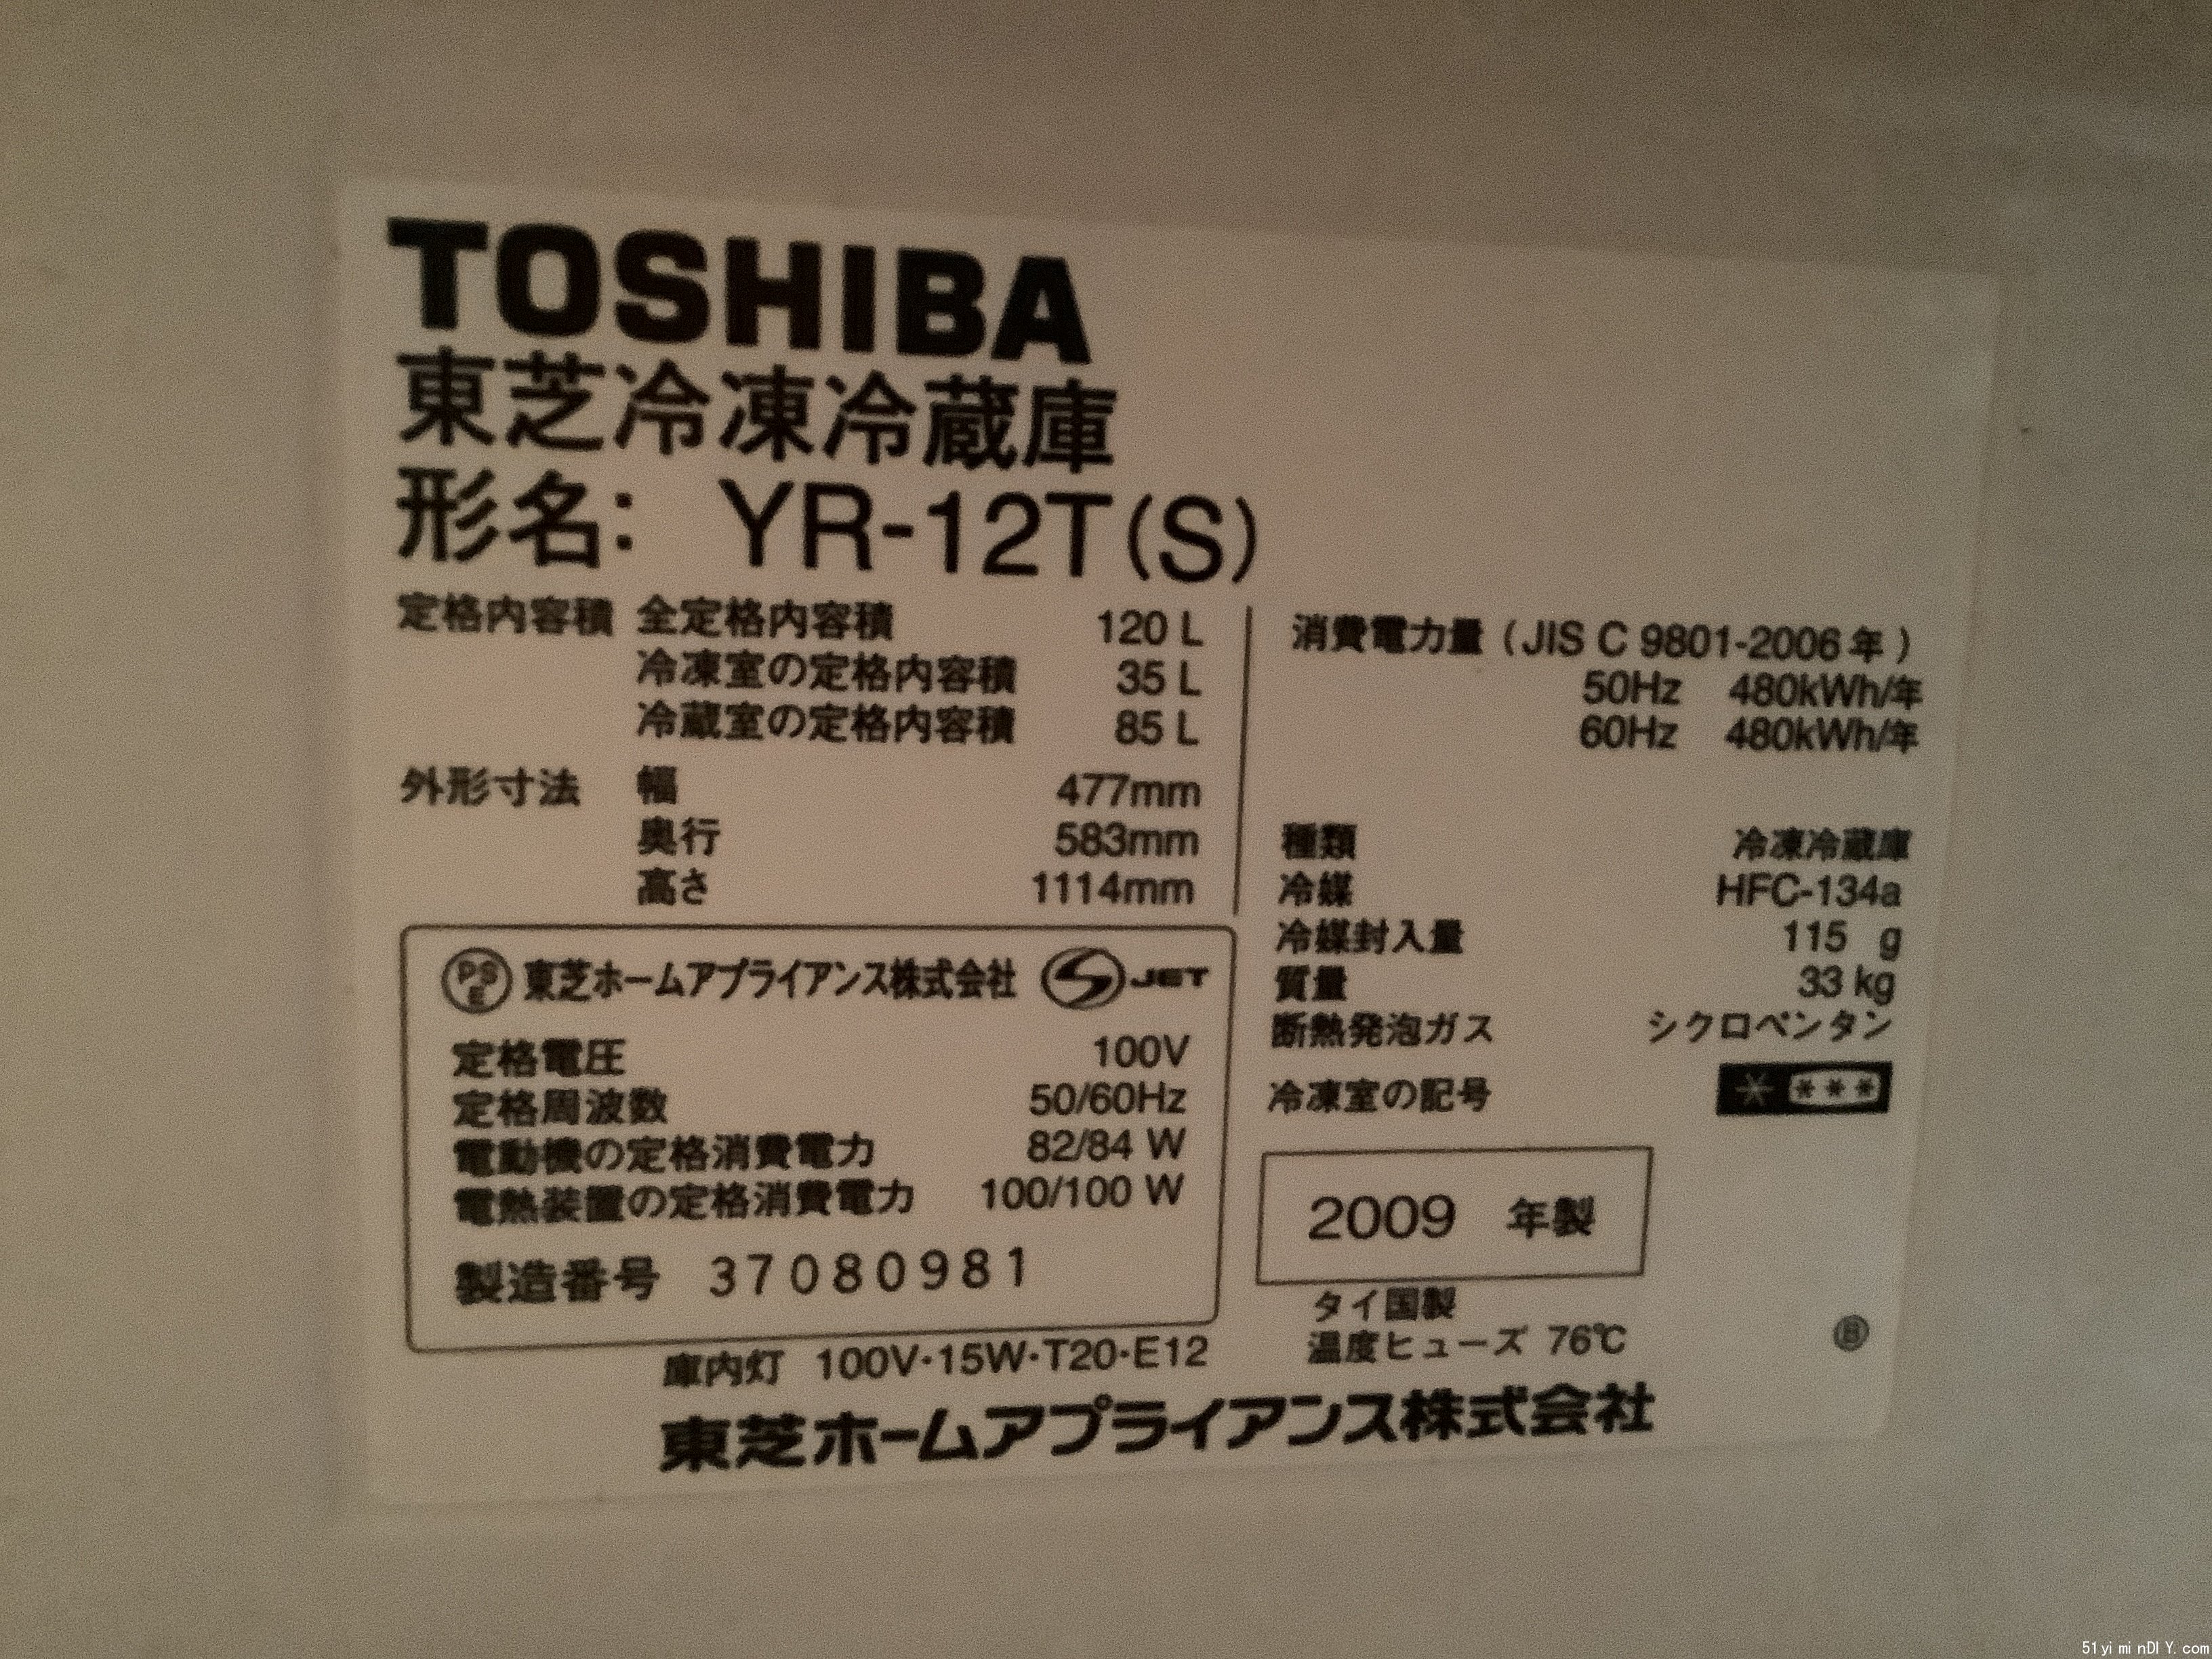 TOSHIBA
東芝冷凍冷蔵庫
形名: YR-12T(S)
定格内容積 全定格内容積 120 L
冷凍室の定格内容積 35 L
冷蔵室の定格内容積 85 L
外形寸法 幅 477mm
奥行 583mm
高さ 1114mm
消費電力量 (JIS C 9801-2006年)
50Hz 480kWh/年
60Hz 480kWh/年
種類 冷凍冷蔵庫
冷媒 HFC-134a
冷媒封入量 115 g
質量 33 kg
断熱発泡ガス シクロペンタン
冷凍室の記号 * ***
PSE 東芝ホームアプライアンス株式会社 S JET
定格電圧 100V
定格周波数 50/60Hz
電動機の定格消費電力 82/84 W
電熱装置の定格消費電力 100/100 W
製造番号 37080981
2009 年製
タイ国製
温度ヒューズ 76℃
Ⓑ
庫内灯 100V·15W·T20·E12
東芝ホームアプライアンス株式会社
51yiminDIY.com